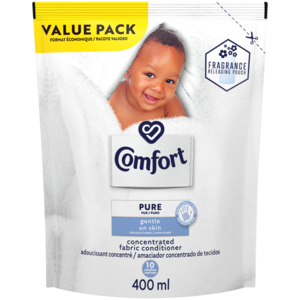 VALUE PACK
FORMAT ÉCONOMIQUE / PACOTE VALIOSO
FRAGRANCE
RELEASING POUCH
Comfort
PURE
PUR / PURO
gentle
on skin
concentrated
fabric conditioner
adoucissant concentré / amaciador concentrado de tecidos
10
400 ml